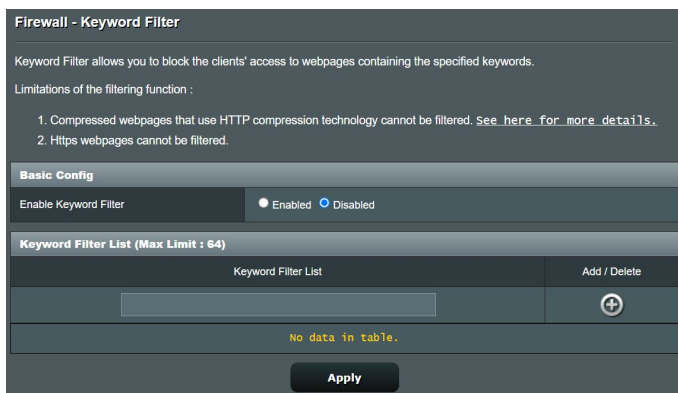 Firewall - Keyword Filter
Keyword Filter allows you to block the clients' access to webpages containing the specified keywords.
Limitations of the filtering function :
1. Compressed webpages that use HTTP compression technology cannot be filtered. See here for more details.
2. Https webpages cannot be filtered.
Basic Config
Enable Keyword Filter Enabled Disabled
Keyword Filter List (Max Limit : 64)
Keyword Filter List Add / Delete
No data in table.
Apply